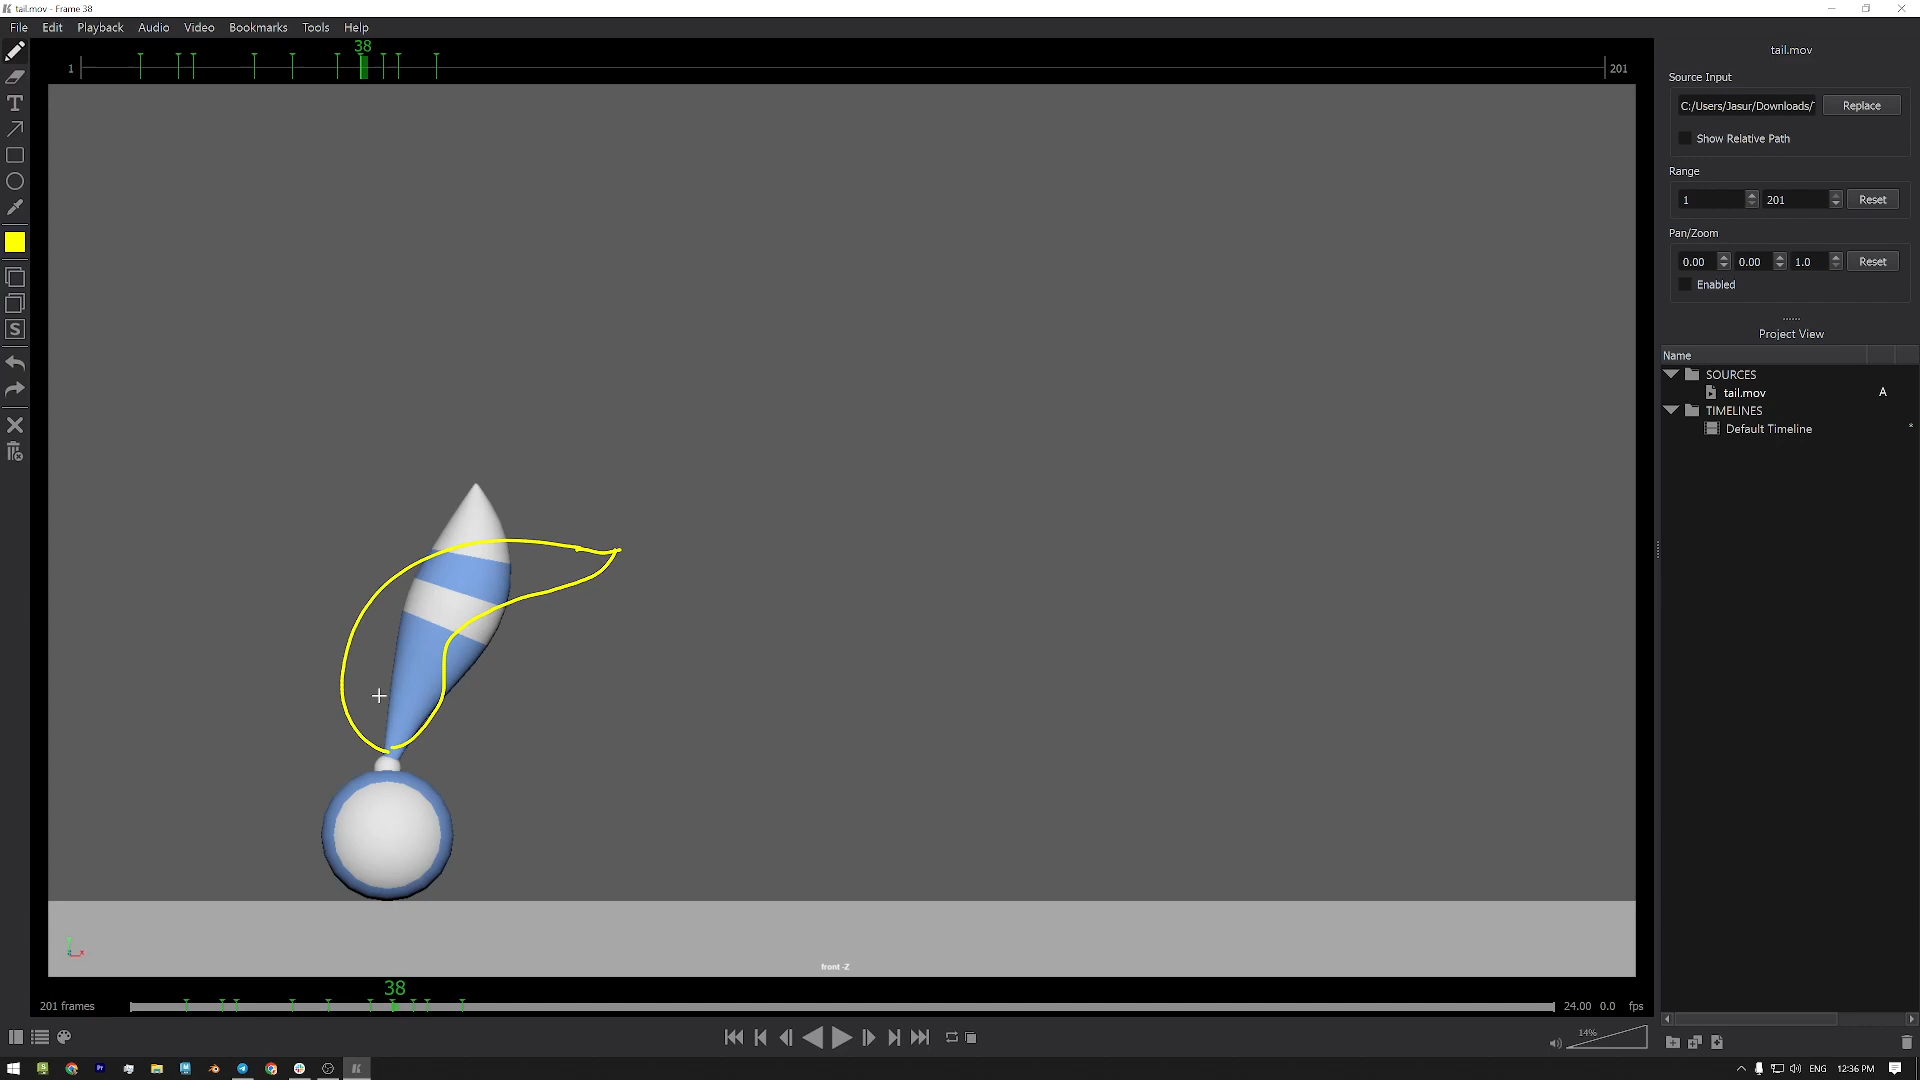 tail.mov - Frame 38
File Edit Playback Audio Video Bookmarks Tools Help
38
1 201
tail.mov
Source Input
C:/Users/Jasur/Downloads/ Replace
Show Relative Path
Range
1 201 Reset
Pan/Zoom
0.00 0.00 1.0 Reset
Enabled
Project View
Name
SOURCES
tail.mov A
TIMELINES
Default Timeline *
T
S
front -Z
38
201 frames 24.00 0.0 fps
14%
ENG 12:36 PM